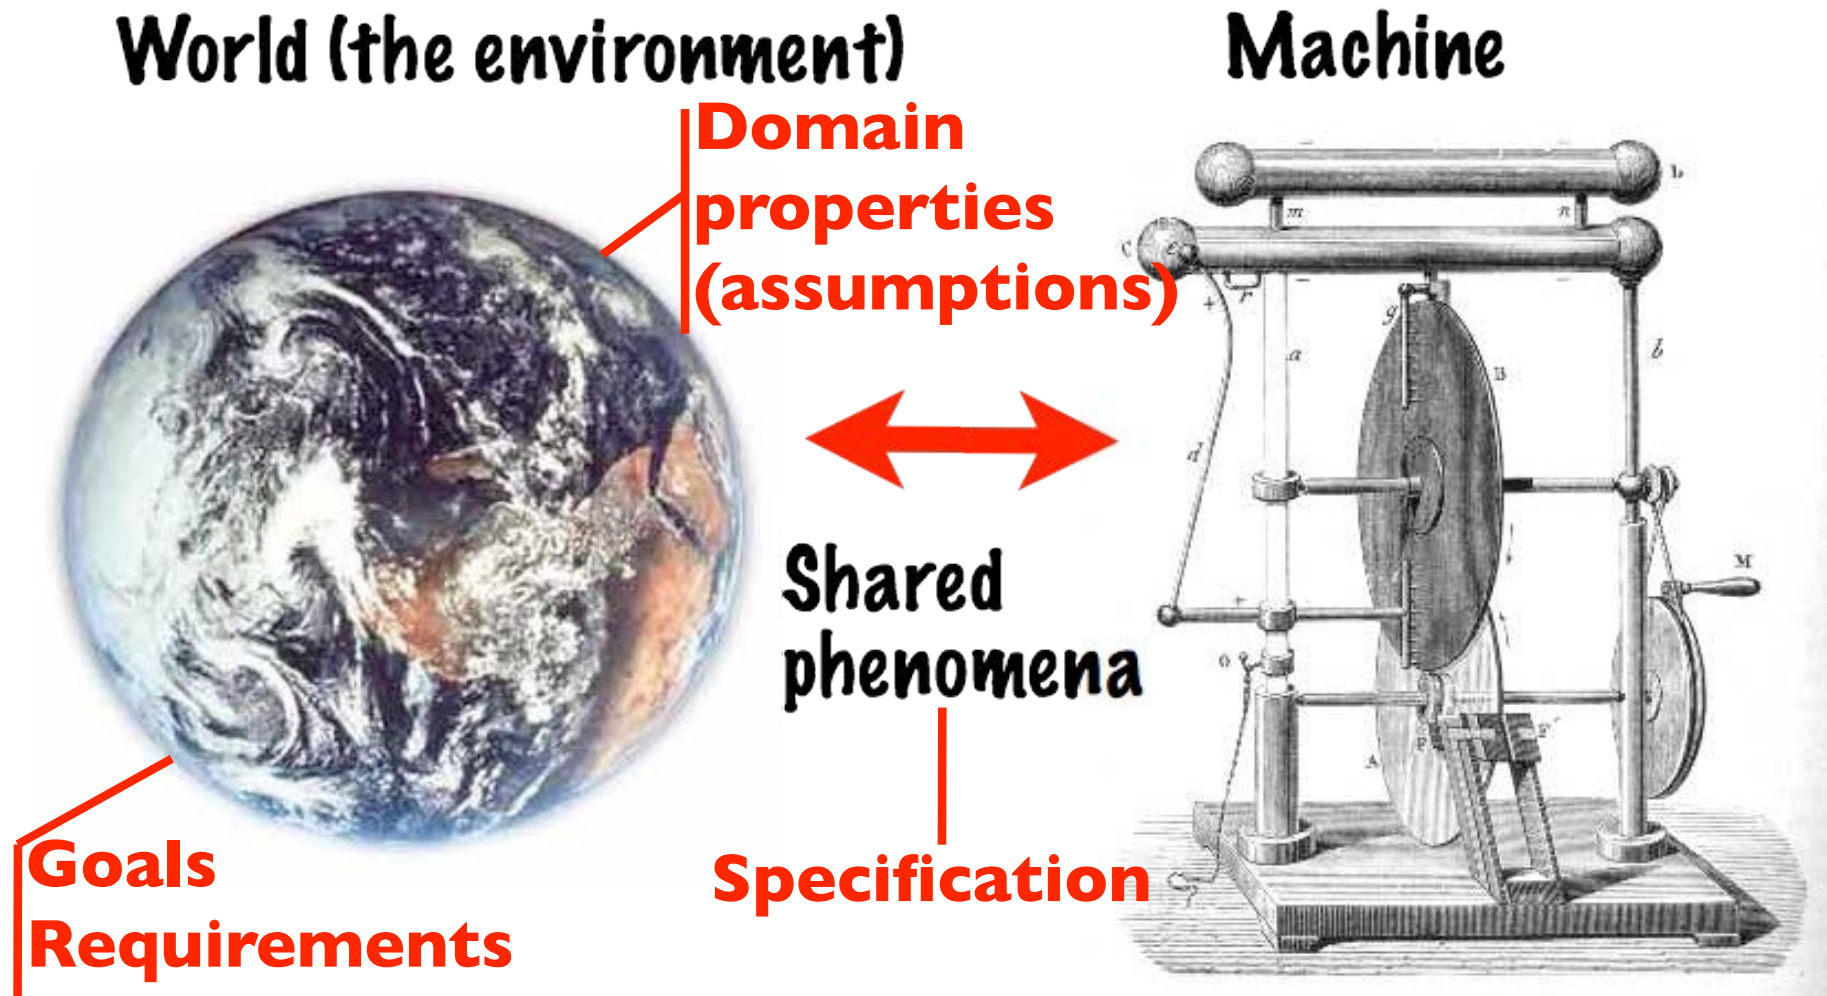 World (the environment)
Machine
Domain
properties
(assumptions)
Shared
phenomena
Specification
Goals
Requirements
L
m
n
c
e
r
g
a
b
B
d
M
O
A